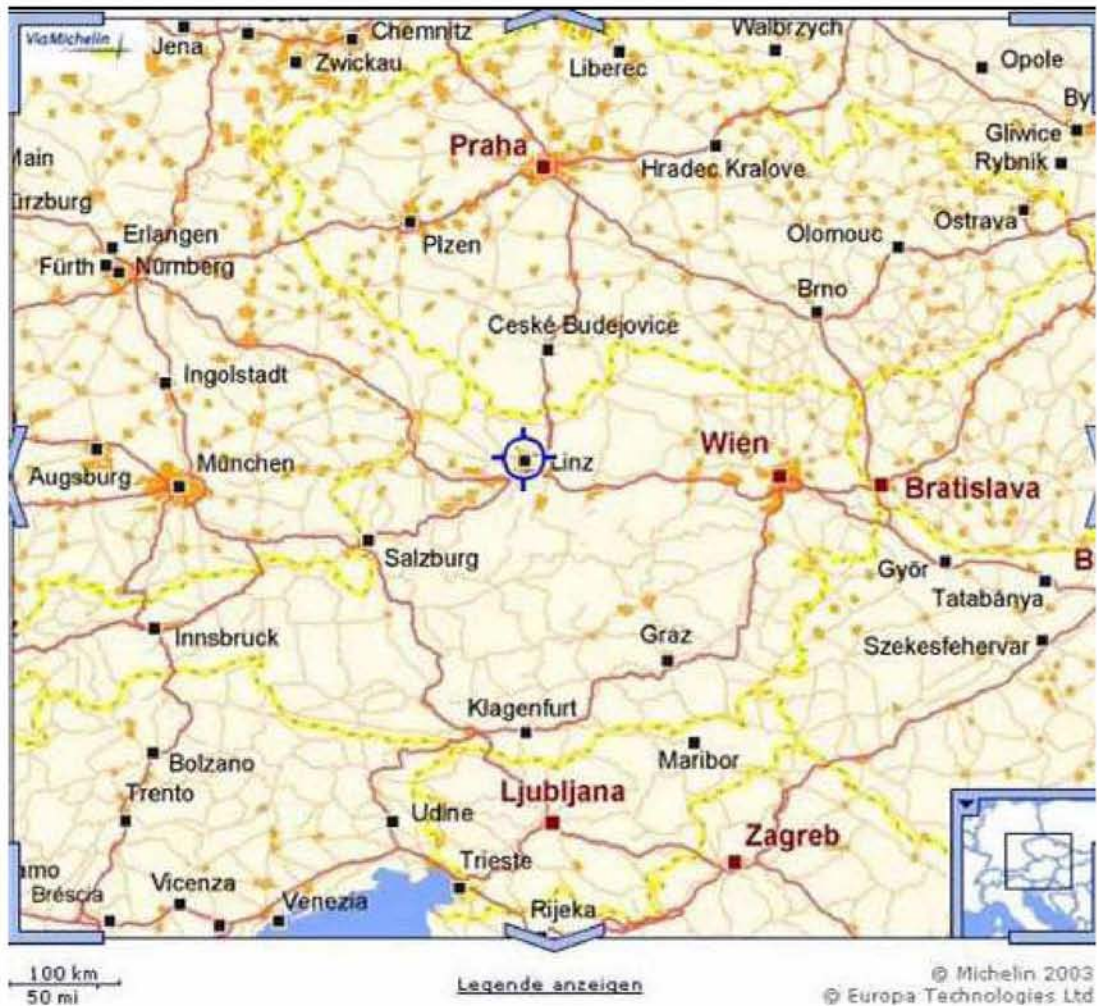 ViaMichelin
Jena
Chemnitz
Zwickau
Liberec
Walbrzych
Opole
By
Gliwice
Rybnik
Praha
Hradec Kralove
Main
ürzburg
Erlangen
Fürth
Nürnberg
Plzen
Olomouc
Ostrava
Brno
Ceské Budejovice
Ingolstadt
Augsburg
München
Linz
Wien
Bratislava
Salzburg
Györ
B
Tatabánya
Innsbruck
Graz
Szekesfehervar
Klagenfurt
Maribor
Bolzano
Trento
Ljubljana
Udine
Zagreb
Trieste
amo
Bréscia
Vicenza
Venezia
Rijeka
100 km
50 mi
Legende anzeigen
© Michelin 2003
© Europa Technologies Ltd